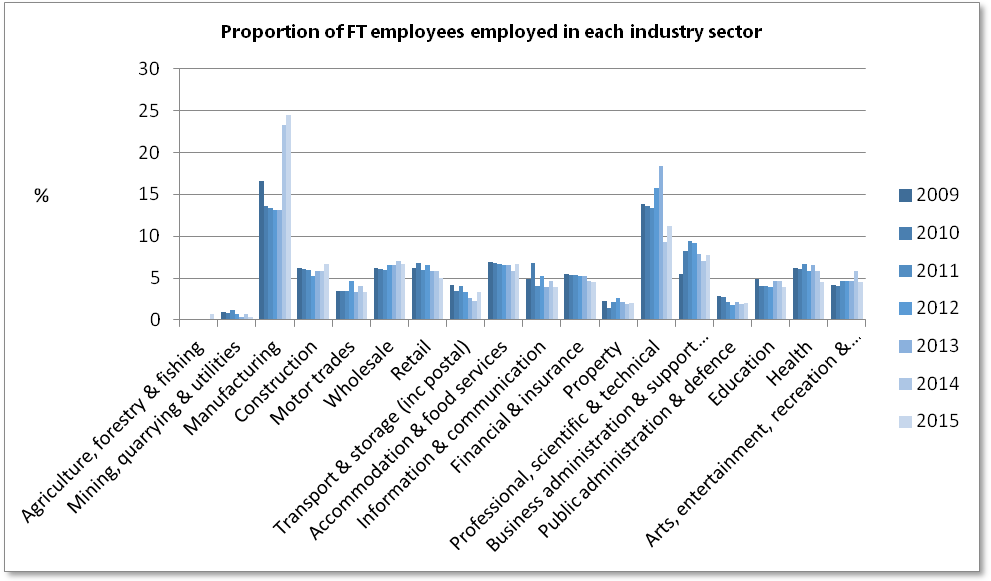 Proportion of FT employees employed in each industry sector
30
25
20
15
10
5
0
%
Agriculture, forestry & fishing
Mining, quarrying & utilities
Manufacturing
Construction
Motor trades
Wholesale
Retail
Transport & storage (inc postal)
Accommodation & food services
Information & communication
Financial & insurance
Property
Professional, scientific & technical
Business administration & support...
Public administration & defence
Education
Health
Arts, entertainment, recreation &...
2009
2010
2011
2012
2013
2014
2015